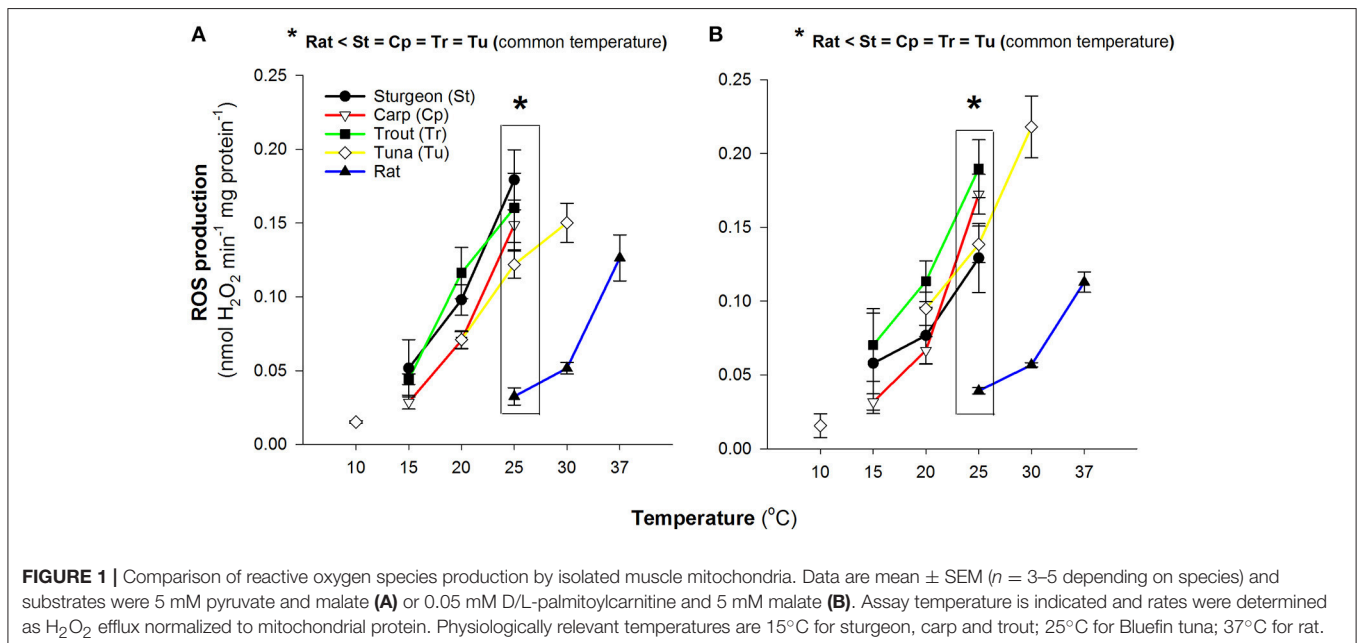 A
* Rat < St = Cp = Tr = Tu (common temperature)
ROS production
(nmol H₂O₂ min⁻¹ mg protein⁻¹)
0.25
0.20
0.15
0.10
0.05
0.00
Sturgeon (St)
Carp (Cp)
Trout (Tr)
Tuna (Tu)
Rat
*
10 15 20 25 30 37
B
* Rat < St = Cp = Tr = Tu (common temperature)
0.25
0.20
0.15
0.10
0.05
0.00
*
10 15 20 25 30 37
Temperature (°C)
FIGURE 1 | Comparison of reactive oxygen species production by isolated muscle mitochondria. Data are mean ± SEM (n = 3–5 depending on species) and
substrates were 5 mM pyruvate and malate (A) or 0.05 mM D/L-palmitoylcarnitine and 5 mM malate (B). Assay temperature is indicated and rates were determined
as H₂O₂ efflux normalized to mitochondrial protein. Physiologically relevant temperatures are 15°C for sturgeon, carp and trout; 25°C for Bluefin tuna; 37°C for rat.